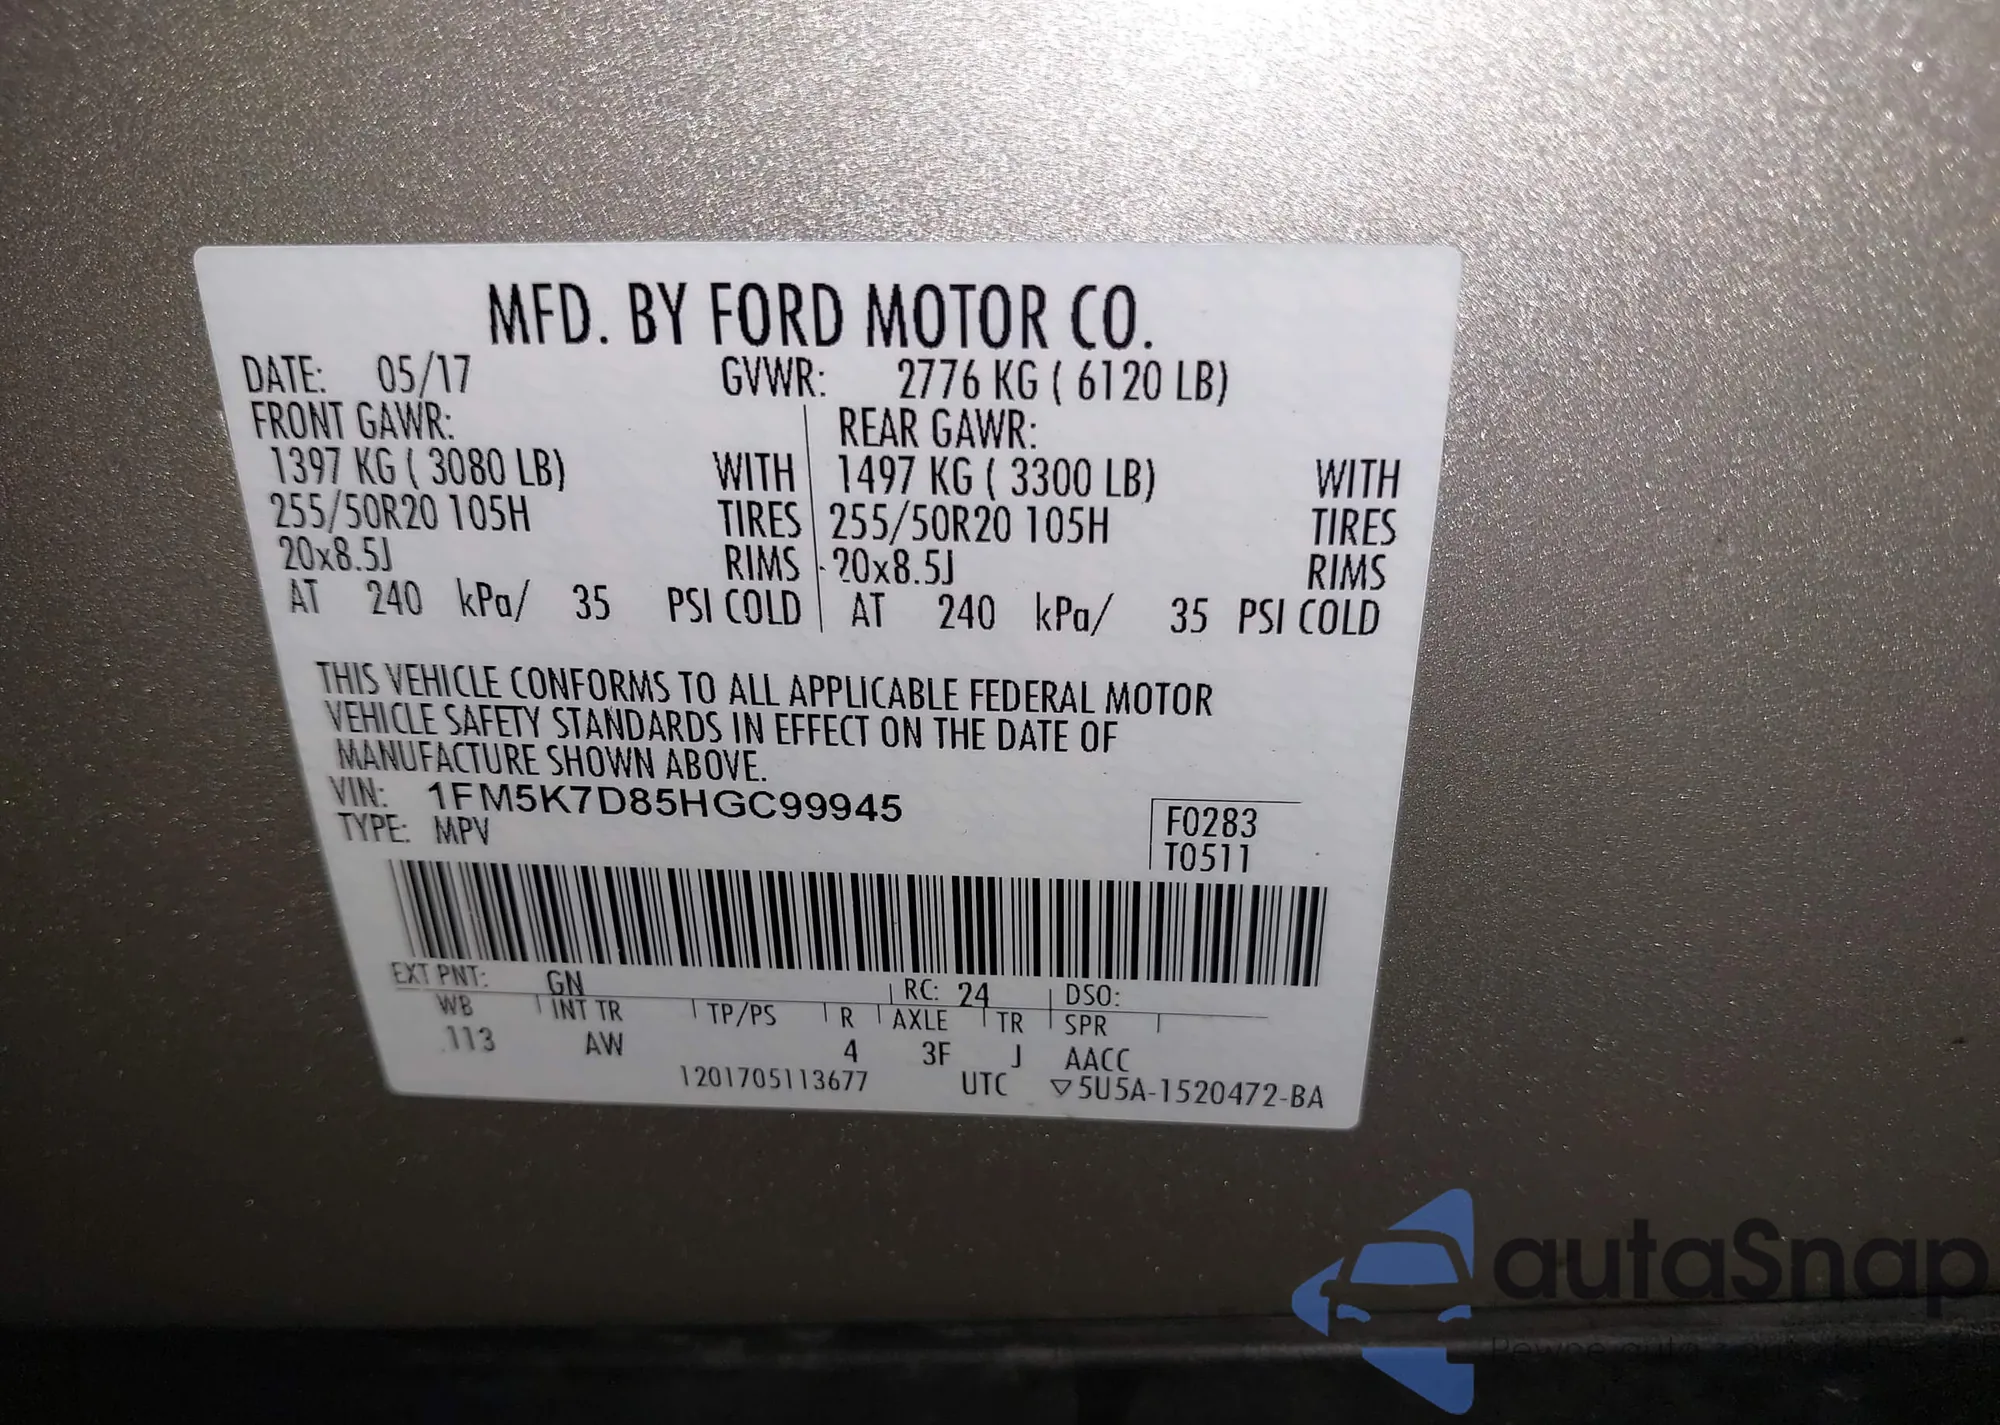 MFD. BY FORD MOTOR CO.
DATE: 05/17 GVWR: 2776 KG ( 6120 LB)
FRONT GAWR: REAR GAWR:
1397 KG ( 3080 LB) WITH 1497 KG ( 3300 LB) WITH
255/50R20 105H TIRES 255/50R20 105H TIRES
20x8.5J RIMS 20x8.5J RIMS
AT 240 kPa/ 35 PSI COLD AT 240 kPa/ 35 PSI COLD
THIS VEHICLE CONFORMS TO ALL APPLICABLE FEDERAL MOTOR
VEHICLE SAFETY STANDARDS IN EFFECT ON THE DATE OF
MANUFACTURE SHOWN ABOVE.
VIN: 1FM5K7D85HGC99945
TYPE: MPV
F0283
T0511
EXT PNT: GN RC: 24 DSO:
WB INT TR TP/PS R AXLE TR SPR
113 AW 4 3F J AACC
1201705113677 UTC ▽5U5A-1520472-BA
autaSnap
Pewne auta